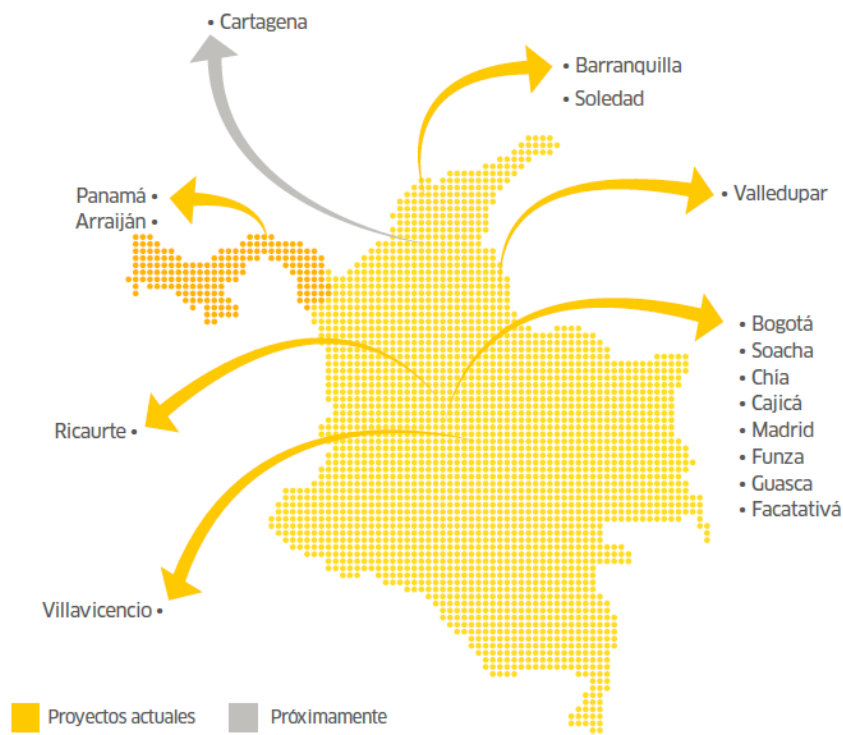 • Cartagena
• Barranquilla
• Soledad
Panamá •
Arraiján •
• Valledupar
• Bogotá
• Soacha
• Chía
• Cajicá
• Madrid
• Funza
• Guasca
• Facatativá
Ricaurte •
Villavicencio •
Proyectos actuales
Próximamente